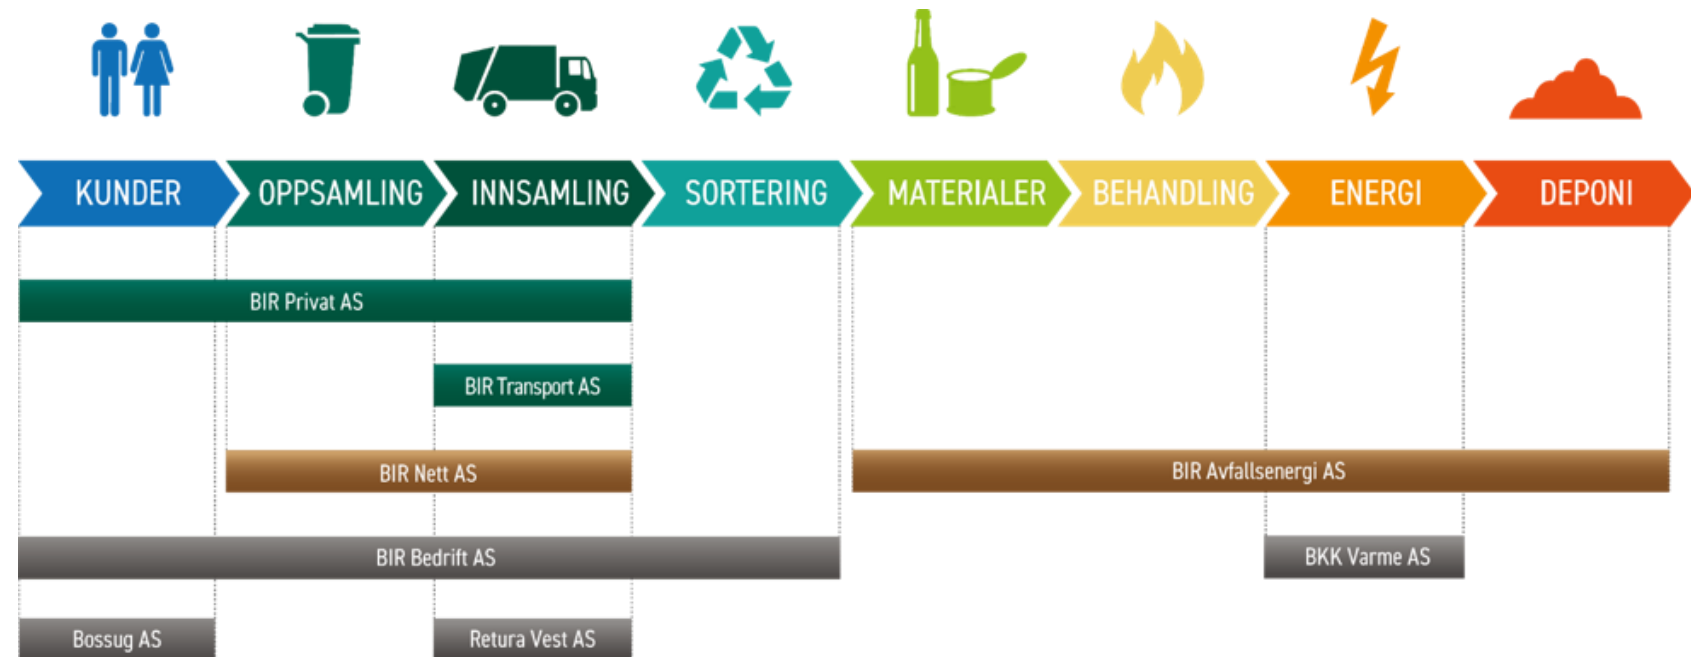 KUNDER
OPPSAMLING
INNSAMLING
SORTERING
MATERIALER
BEHANDLING
ENERGI
DEPONI
BIR Privat AS
BIR Transport AS
BIR Nett AS
BIR Avfallsenergi AS
BIR Bedrift AS
BKK Varme AS
Bossug AS
Retura Vest AS